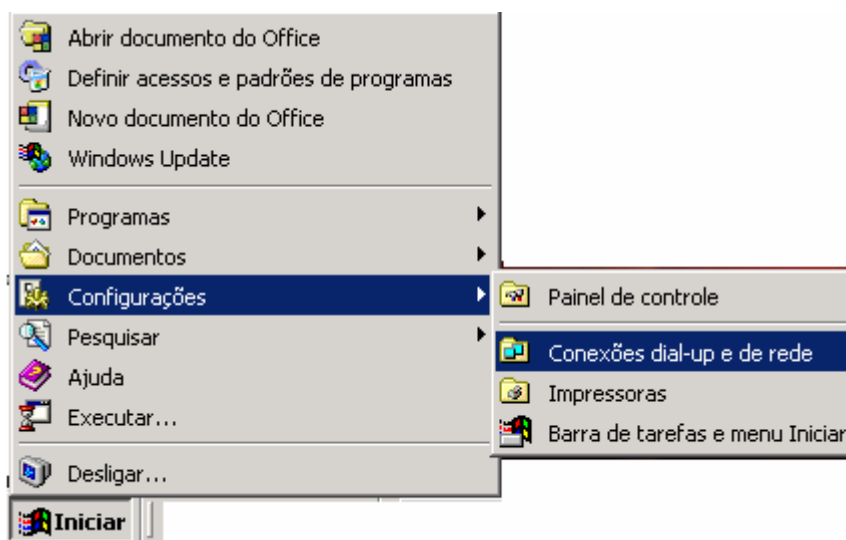 Abrir documento do Office
Definir acessos e padrões de programas
Novo documento do Office
Windows Update
Programas
Documentos
Configurações
Pesquisar
Ajuda
Executar...
Desligar...
Iniciar
Painel de controle
Conexões dial-up e de rede
Impressoras
Barra de tarefas e menu Iniciar